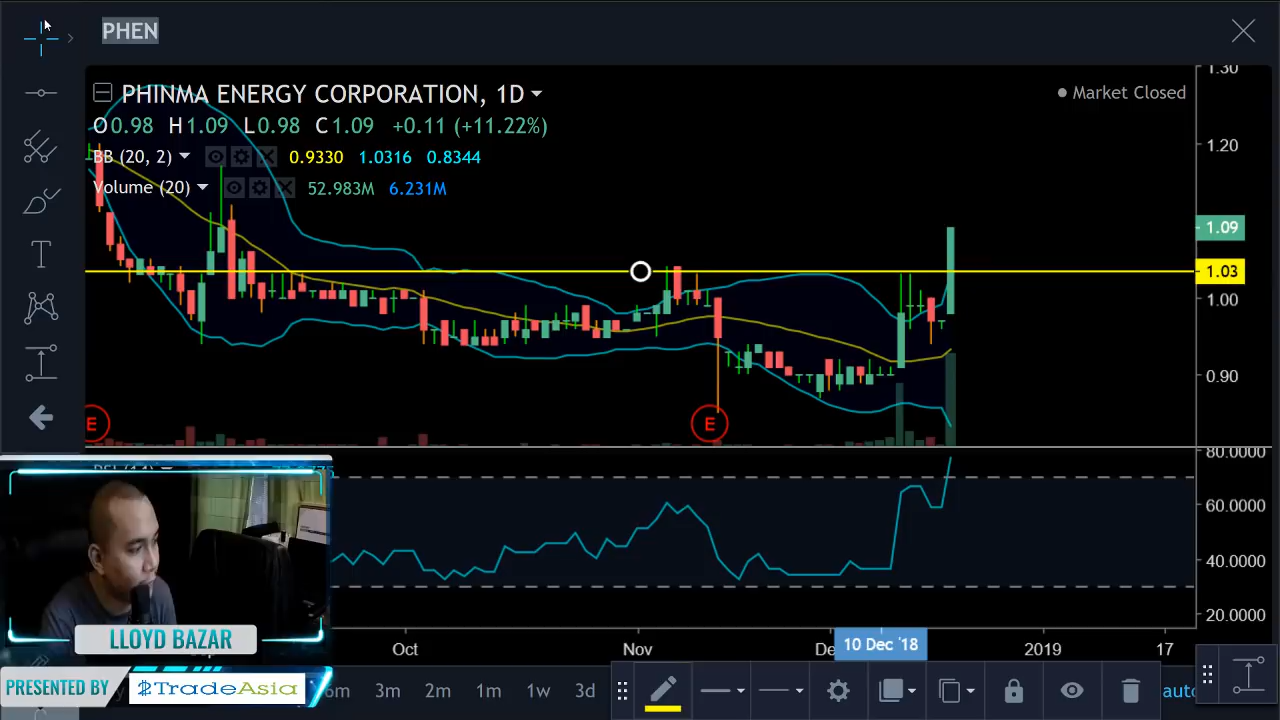 PHEN
PHINMA ENERGY CORPORATION, 1D
Market Closed
O0.98 H1.09 L0.98 C1.09 +0.11 (+11.22%)
BB (20, 2) 0.9330 1.0316 0.8344
Volume (20) 52.983M 6.231M
1.30
1.20
1.09
1.03
1.00
0.90
E
E
80.0000
60.0000
40.0000
20.0000
Oct
Nov
10 Dec '18
2019
17
LLOYD BAZAR
PRESENTED BY
TradeAsia
3m
2m
1m
1w
3d
auto